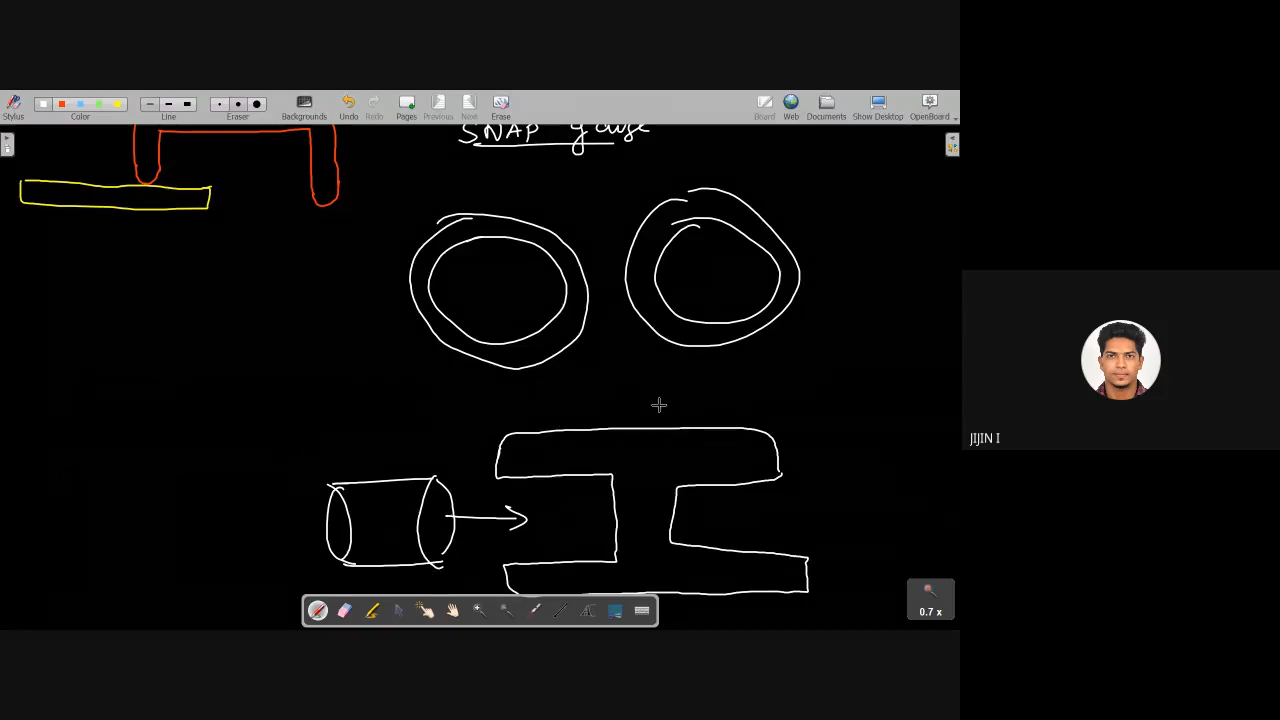 Stylus Color Line Eraser Backgrounds Undo Redo Pages Previous Next Erase Board Web Documents Show Desktop OpenBoard
SNAP gauge
JIJIN I
0.7 x